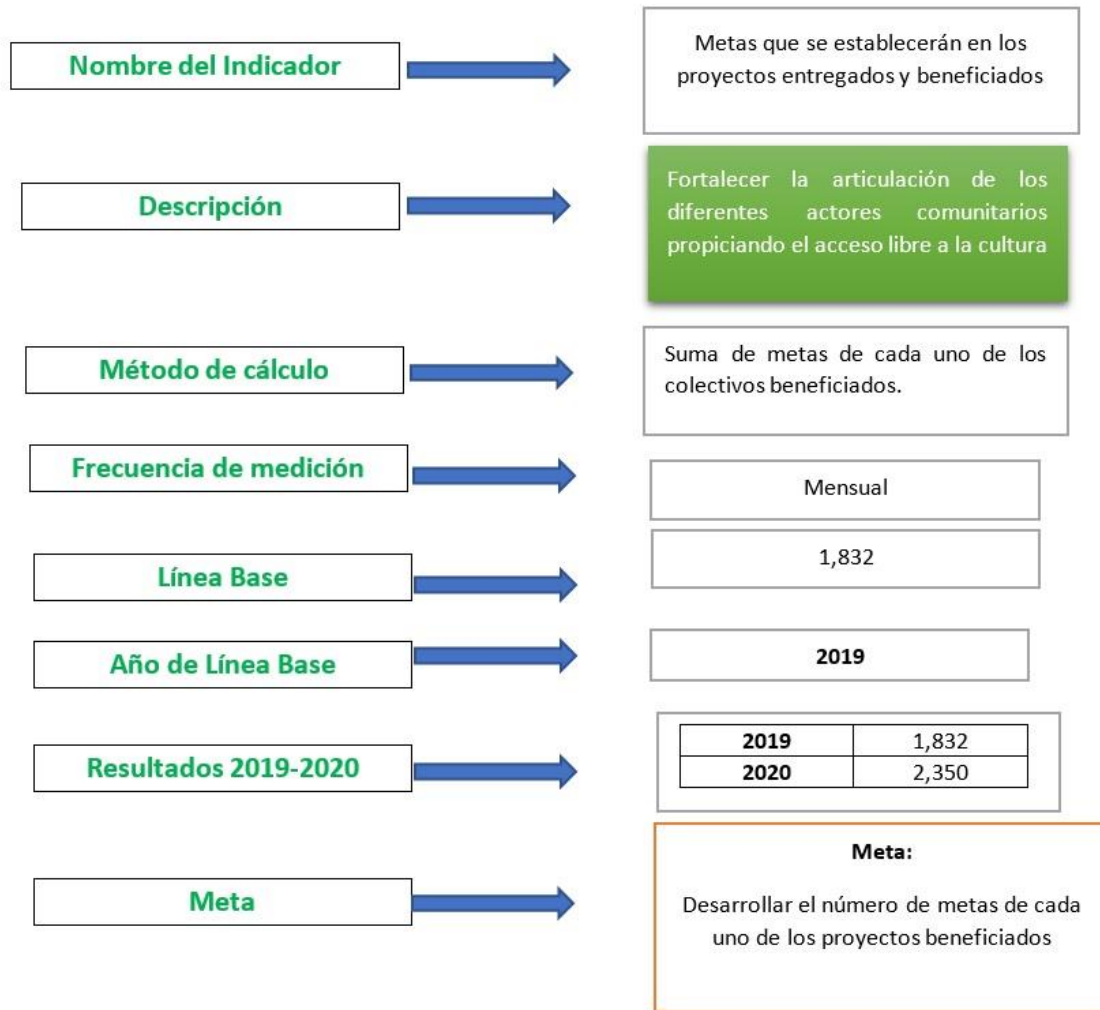 Nombre del Indicador
Metas que se establecerán en los
proyectos entregados y beneficiados
Descripción
Fortalecer la articulación de los
diferentes actores comunitarios
propiciando el acceso libre a la cultura
Método de cálculo
Suma de metas de cada uno de los
colectivos beneficiados.
Frecuencia de medición
Mensual
Línea Base
1,832
Año de Línea Base
2019
Resultados 2019-2020
2019 1,832
2020 2,350
Meta
Meta:
Desarrollar el número de metas de cada
uno de los proyectos beneficiados